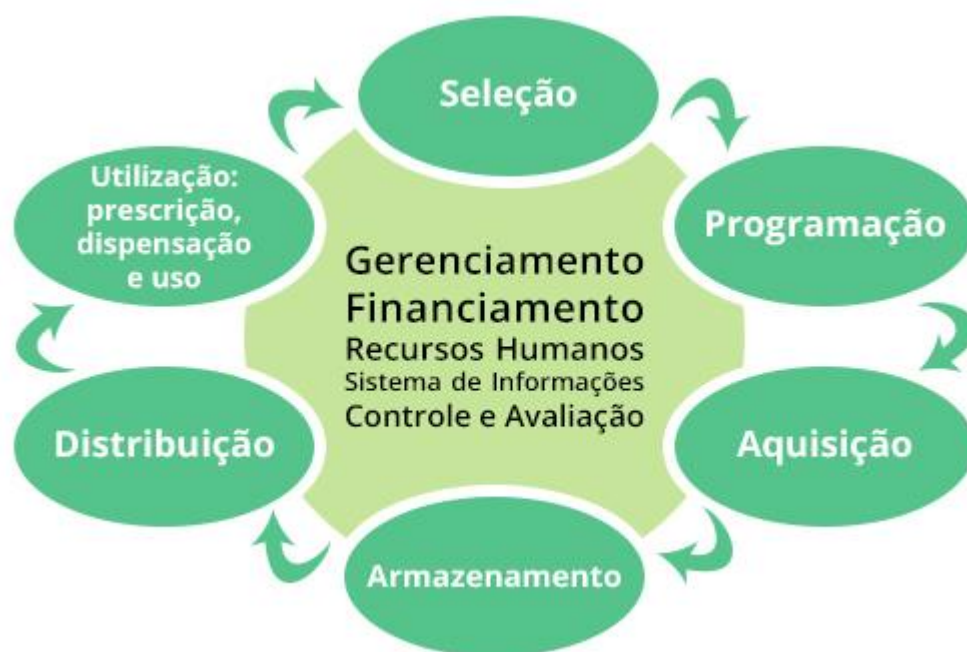 Seleção
Programação
Aquisição
Armazenamento
Distribuição
Utilização:
prescrição,
dispensação
e uso
Gerenciamento
Financiamento
Recursos Humanos
Sistema de Informações
Controle e Avaliação